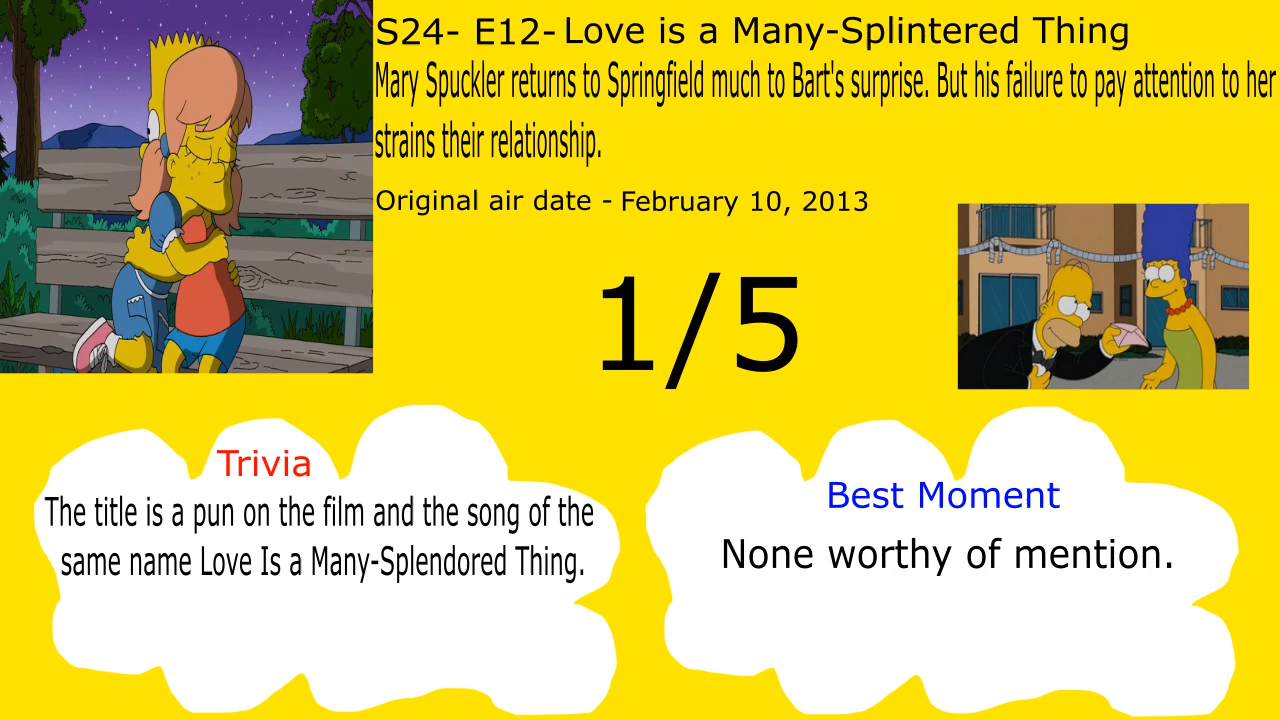 S24- E12- Love is a Many-Splintered Thing
Mary Spuckler returns to Springfield much to Bart's surprise. But his failure to pay attention to her
strains their relationship.
Original air date - February 10, 2013
1/5
Trivia
The title is a pun on the film and the song of the
same name Love Is a Many-Splendored Thing.
Best Moment
None worthy of mention.